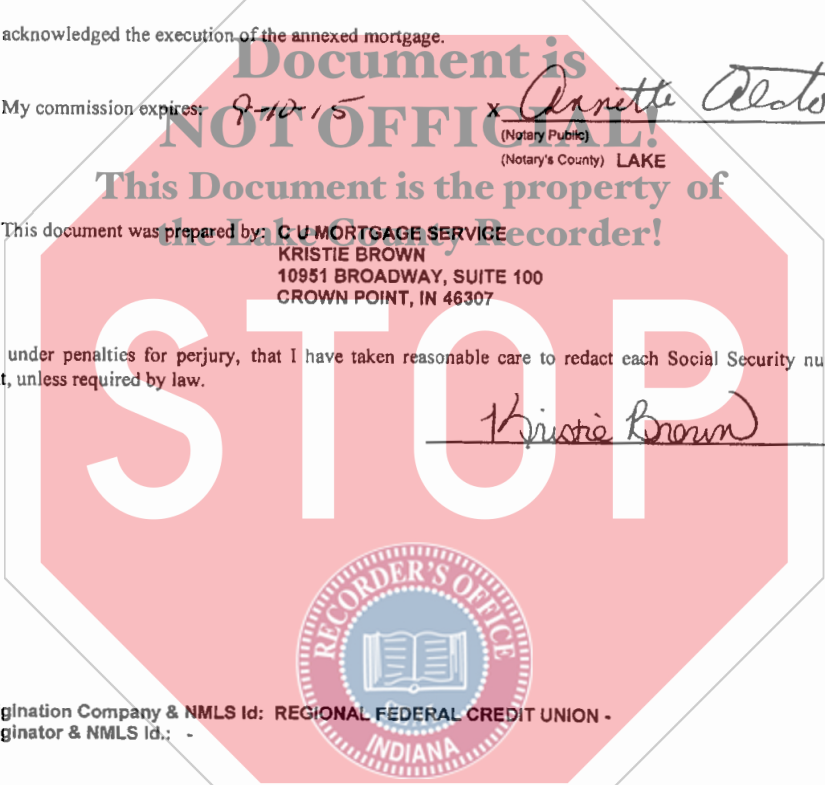 acknowledged the execution of the annexed mortgage.
Document is
My commission expires: 9-10-15 X Annette
NOT OFFICIAL!
(Notary Public)
(Notary's County) LAKE
This Document is the property of
the Lake County Recorder!
This document was prepared by: C U MORTGAGE SERVICE
KRISTIE BROWN
10951 BROADWAY, SUITE 100
CROWN POINT, IN 46307
STOP
under penalties for perjury, that I have taken reasonable care to redact each Social Security nu
t, unless required by law.
Kristie Brown
RECORDER'S OFFICE
gination Company & NMLS Id: REGIONAL FEDERAL CREDIT UNION -
ginator & NMLS Id.: -
INDIANA